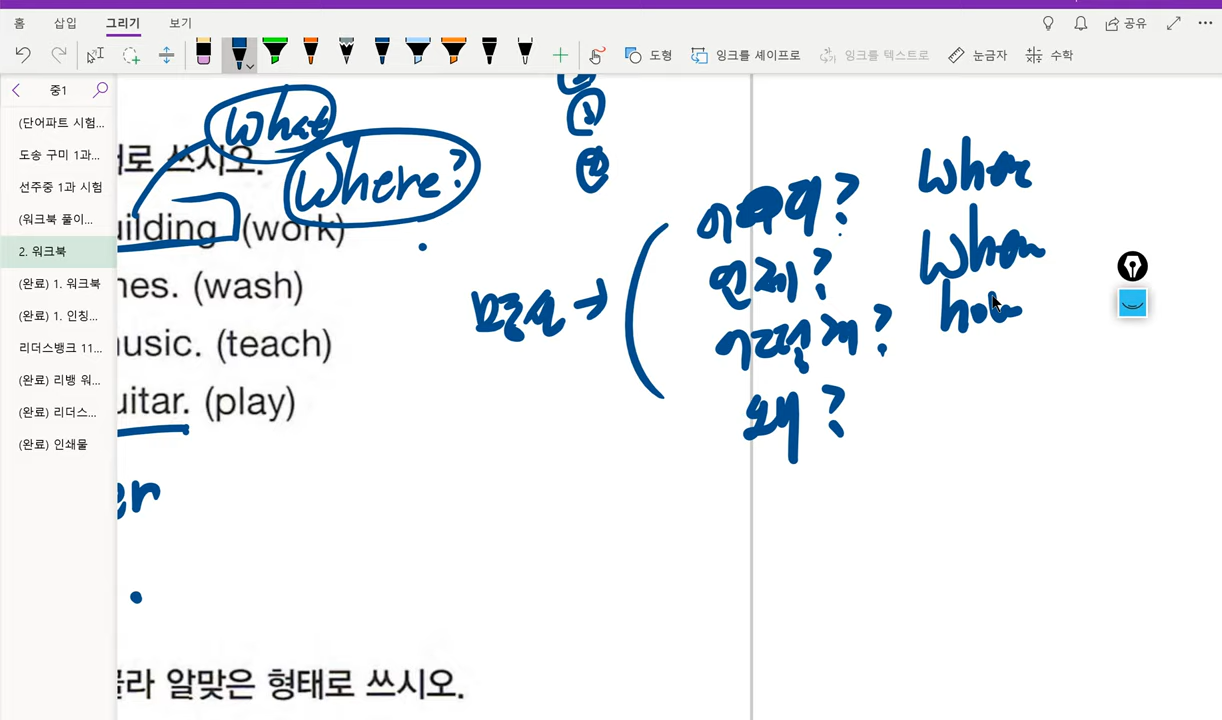 홈 삽입 그리기 보기 공유
잉크를 셰이프로 잉크를 텍스트로 눈금자 수학 도형
중1
(단어파트 시험...
도송 구미 1과...
선주중 1과 시험
(워크북 풀이...
2. 워크북
(완료) 1. 워크북
(완료) 1. 인칭...
리더스뱅크 11...
(완료) 리뱅 워...
(완료) 리더스...
(완료) 인쇄물
What
Where?
로 쓰시오.
uilding (work)
hes. (wash)
usic. (teach)
uitar. (play)
er
②
언제?
어떻게?
왜?
when
how
라 알맞은 형태로 쓰시오.